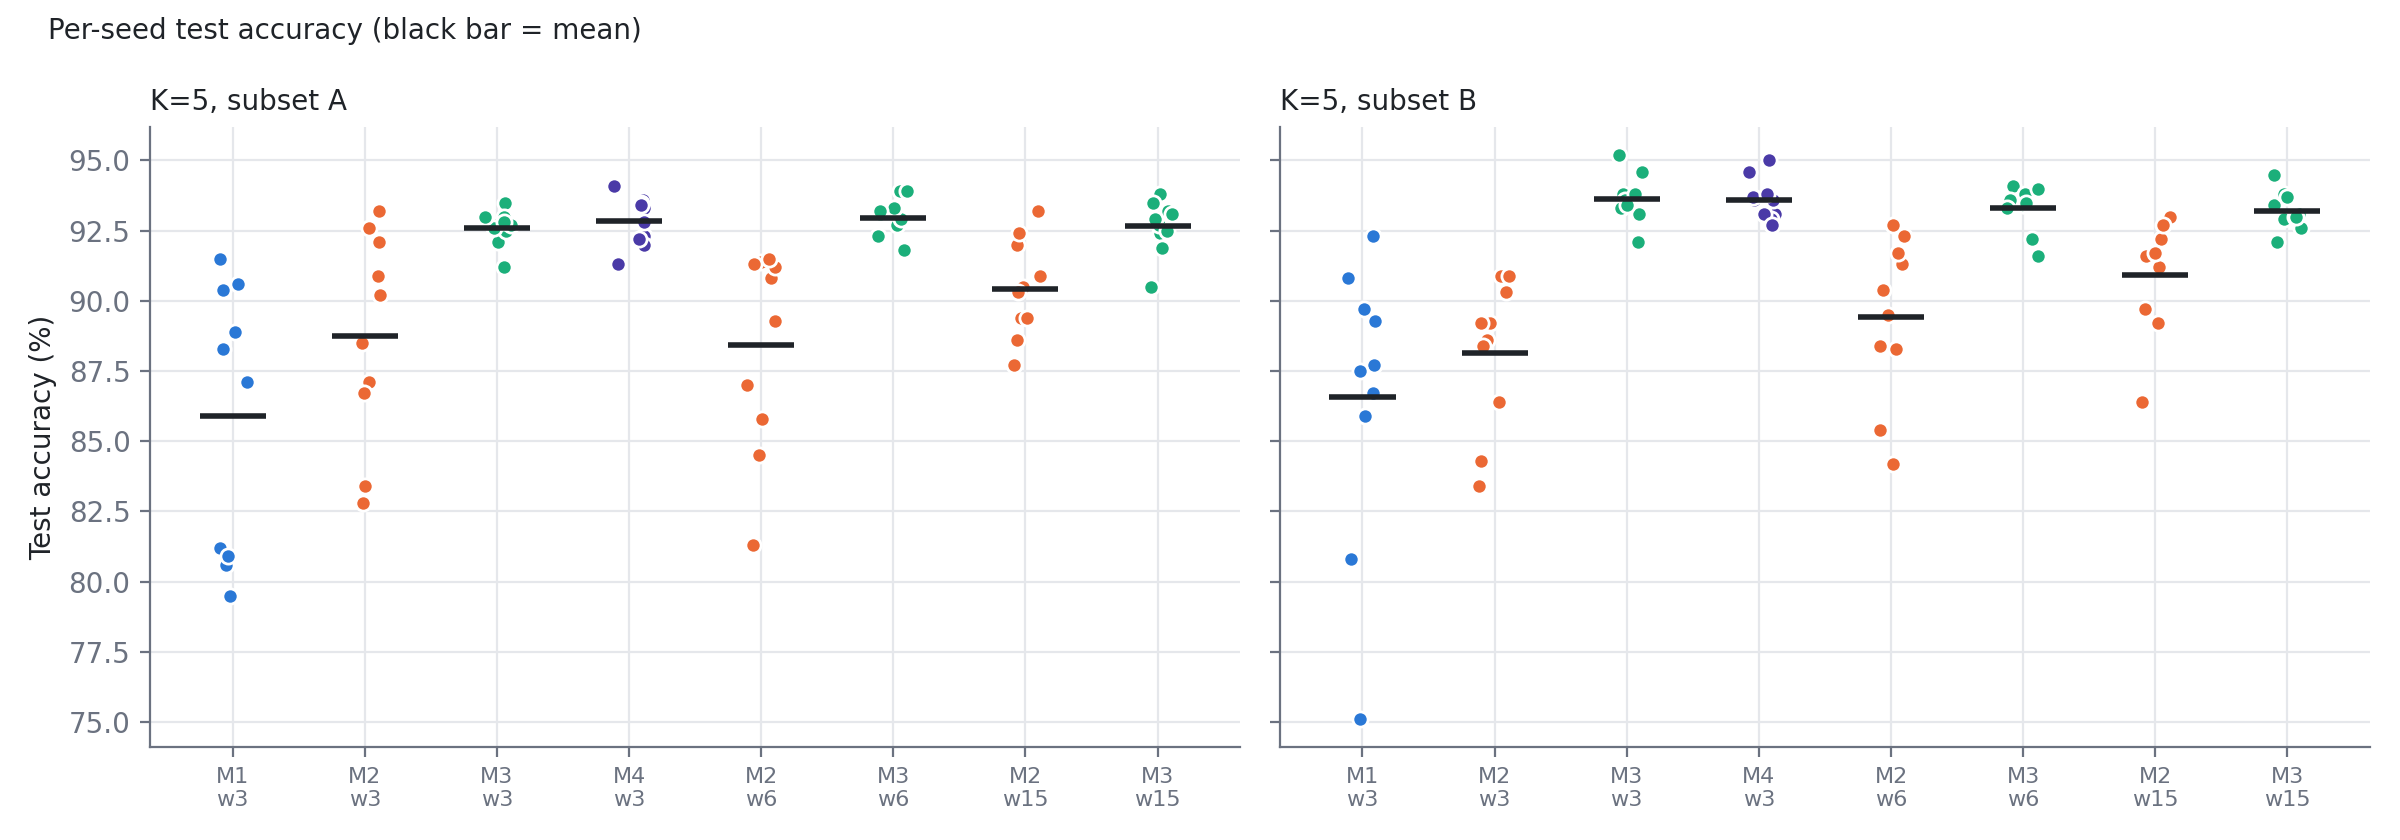 Per-seed test accuracy (black bar = mean)
K=5, subset A
K=5, subset B
Test accuracy (%)
95.0
92.5
90.0
87.5
85.0
82.5
80.0
77.5
75.0
M1 M2 M3 M4 M2 M3 M2 M3
w3 w3 w3 w3 w6 w6 w15 w15
M1 M2 M3 M4 M2 M3 M2 M3
w3 w3 w3 w3 w6 w6 w15 w15